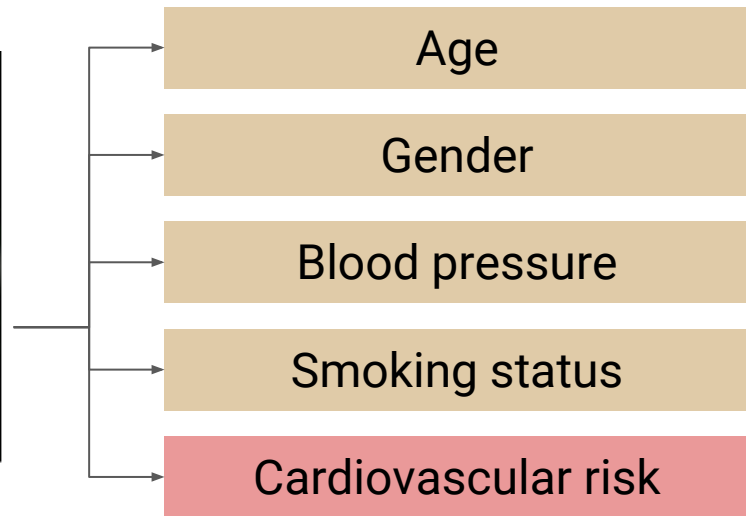 Age
Gender
Blood pressure
Smoking status
Cardiovascular risk